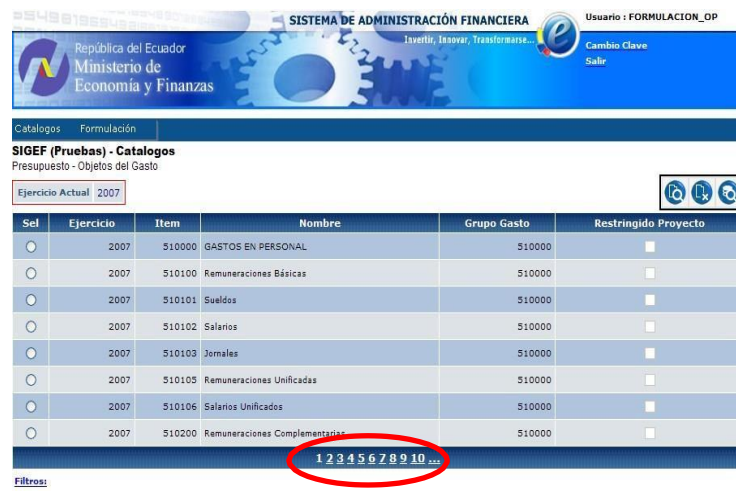 SISTEMA DE ADMINISTRACIÓN FINANCIERA
Usuario : FORMULACION_OP
Invertir, Innovar, Transformarse...
Cambio Clave
Salir
República del Ecuador
Ministerio de
Economía y Finanzas
Catalogos Formulación
SIGEF (Pruebas) - Catalogos
Presupuesto - Objetos del Gasto
Ejercicio Actual 2007
Sel Ejercicio Item Nombre Grupo Gasto Restringido Proyecto
2007 510000 GASTOS EN PERSONAL 510000
2007 510100 Remuneraciones Básicas 510000
2007 510101 Sueldos 510000
2007 510102 Salarios 510000
2007 510103 Jornales 510000
2007 510105 Remuneraciones Unificadas 510000
2007 510106 Salarios Unificados 510000
2007 510200 Remuneraciones Complementarias 510000
1 2 3 4 5 6 7 8 9 10 ...
Filtros: